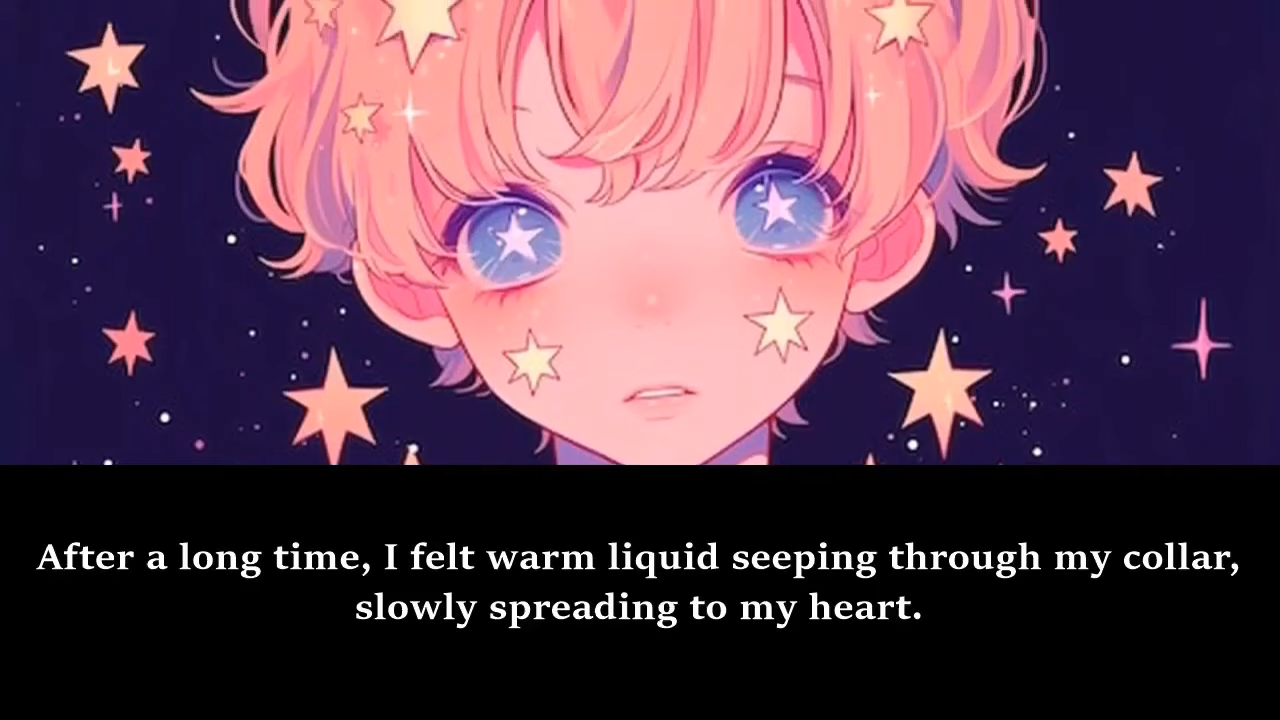 After a long time, I felt warm liquid seeping through my collar,
slowly spreading to my heart.